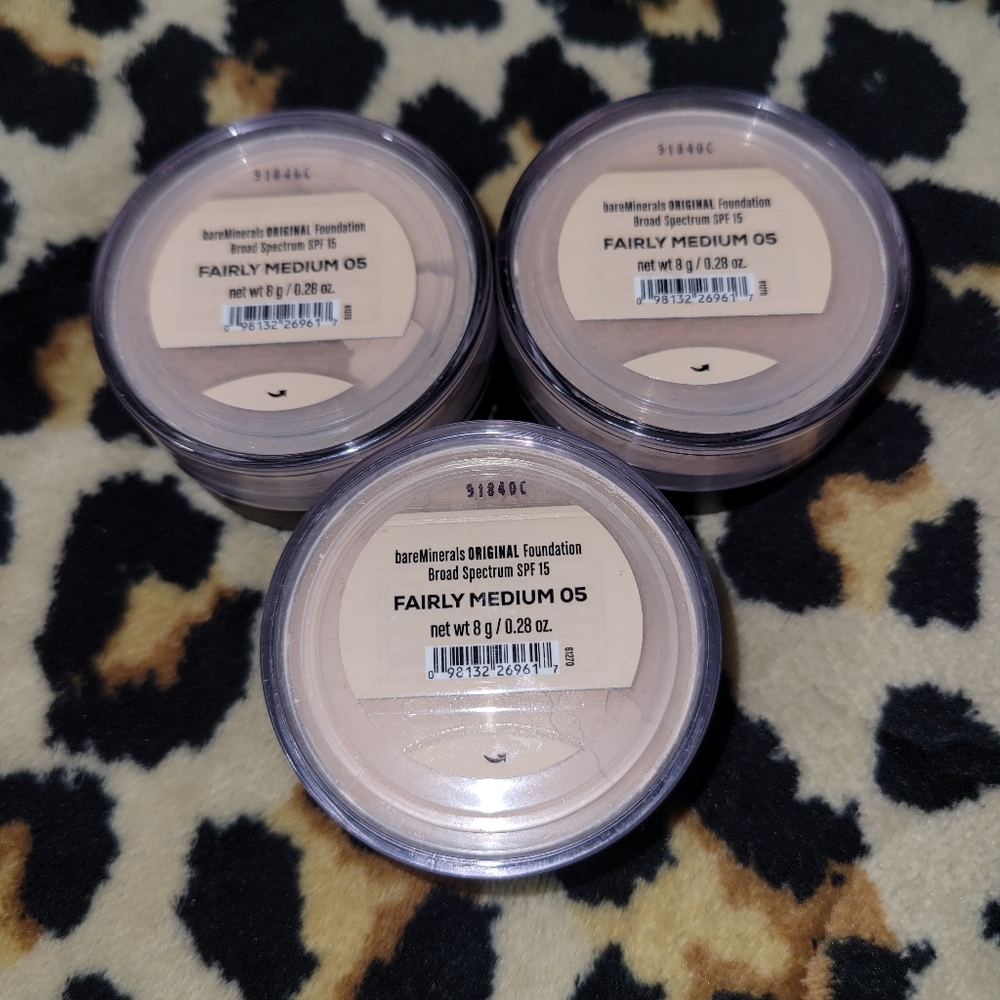 91840C
bareMinerals ORIGINAL Foundation
Broad Spectrum SPF 15
FAIRLY MEDIUM 05
net wt 8 g / 0.28 oz.
0 98132 26961 7
61270
91840C
bareMinerals ORIGINAL Foundation
Broad Spectrum SPF 15
FAIRLY MEDIUM 05
net wt 8 g / 0.28 oz.
0 98132 26961 7
61270
91840C
bareMinerals ORIGINAL Foundation
Broad Spectrum SPF 15
FAIRLY MEDIUM 05
net wt 8 g / 0.28 oz.
0 98132 26961 7
61270